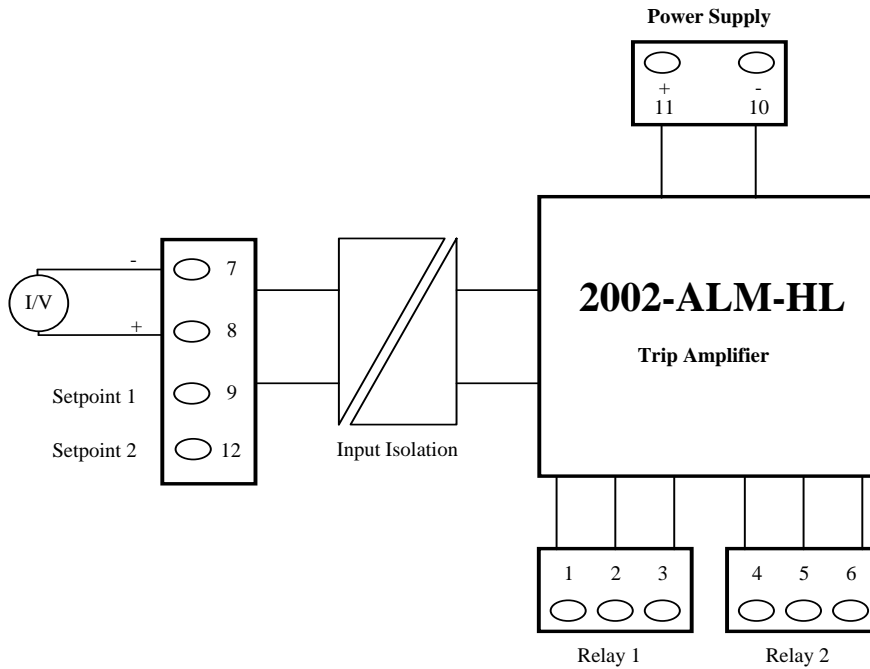 Power Supply
+ -
11 10
- 7
I/V
+ 8
Setpoint 1 9
Setpoint 2 12
Input Isolation
2002-ALM-HL
Trip Amplifier
1 2 3
4 5 6
Relay 1
Relay 2